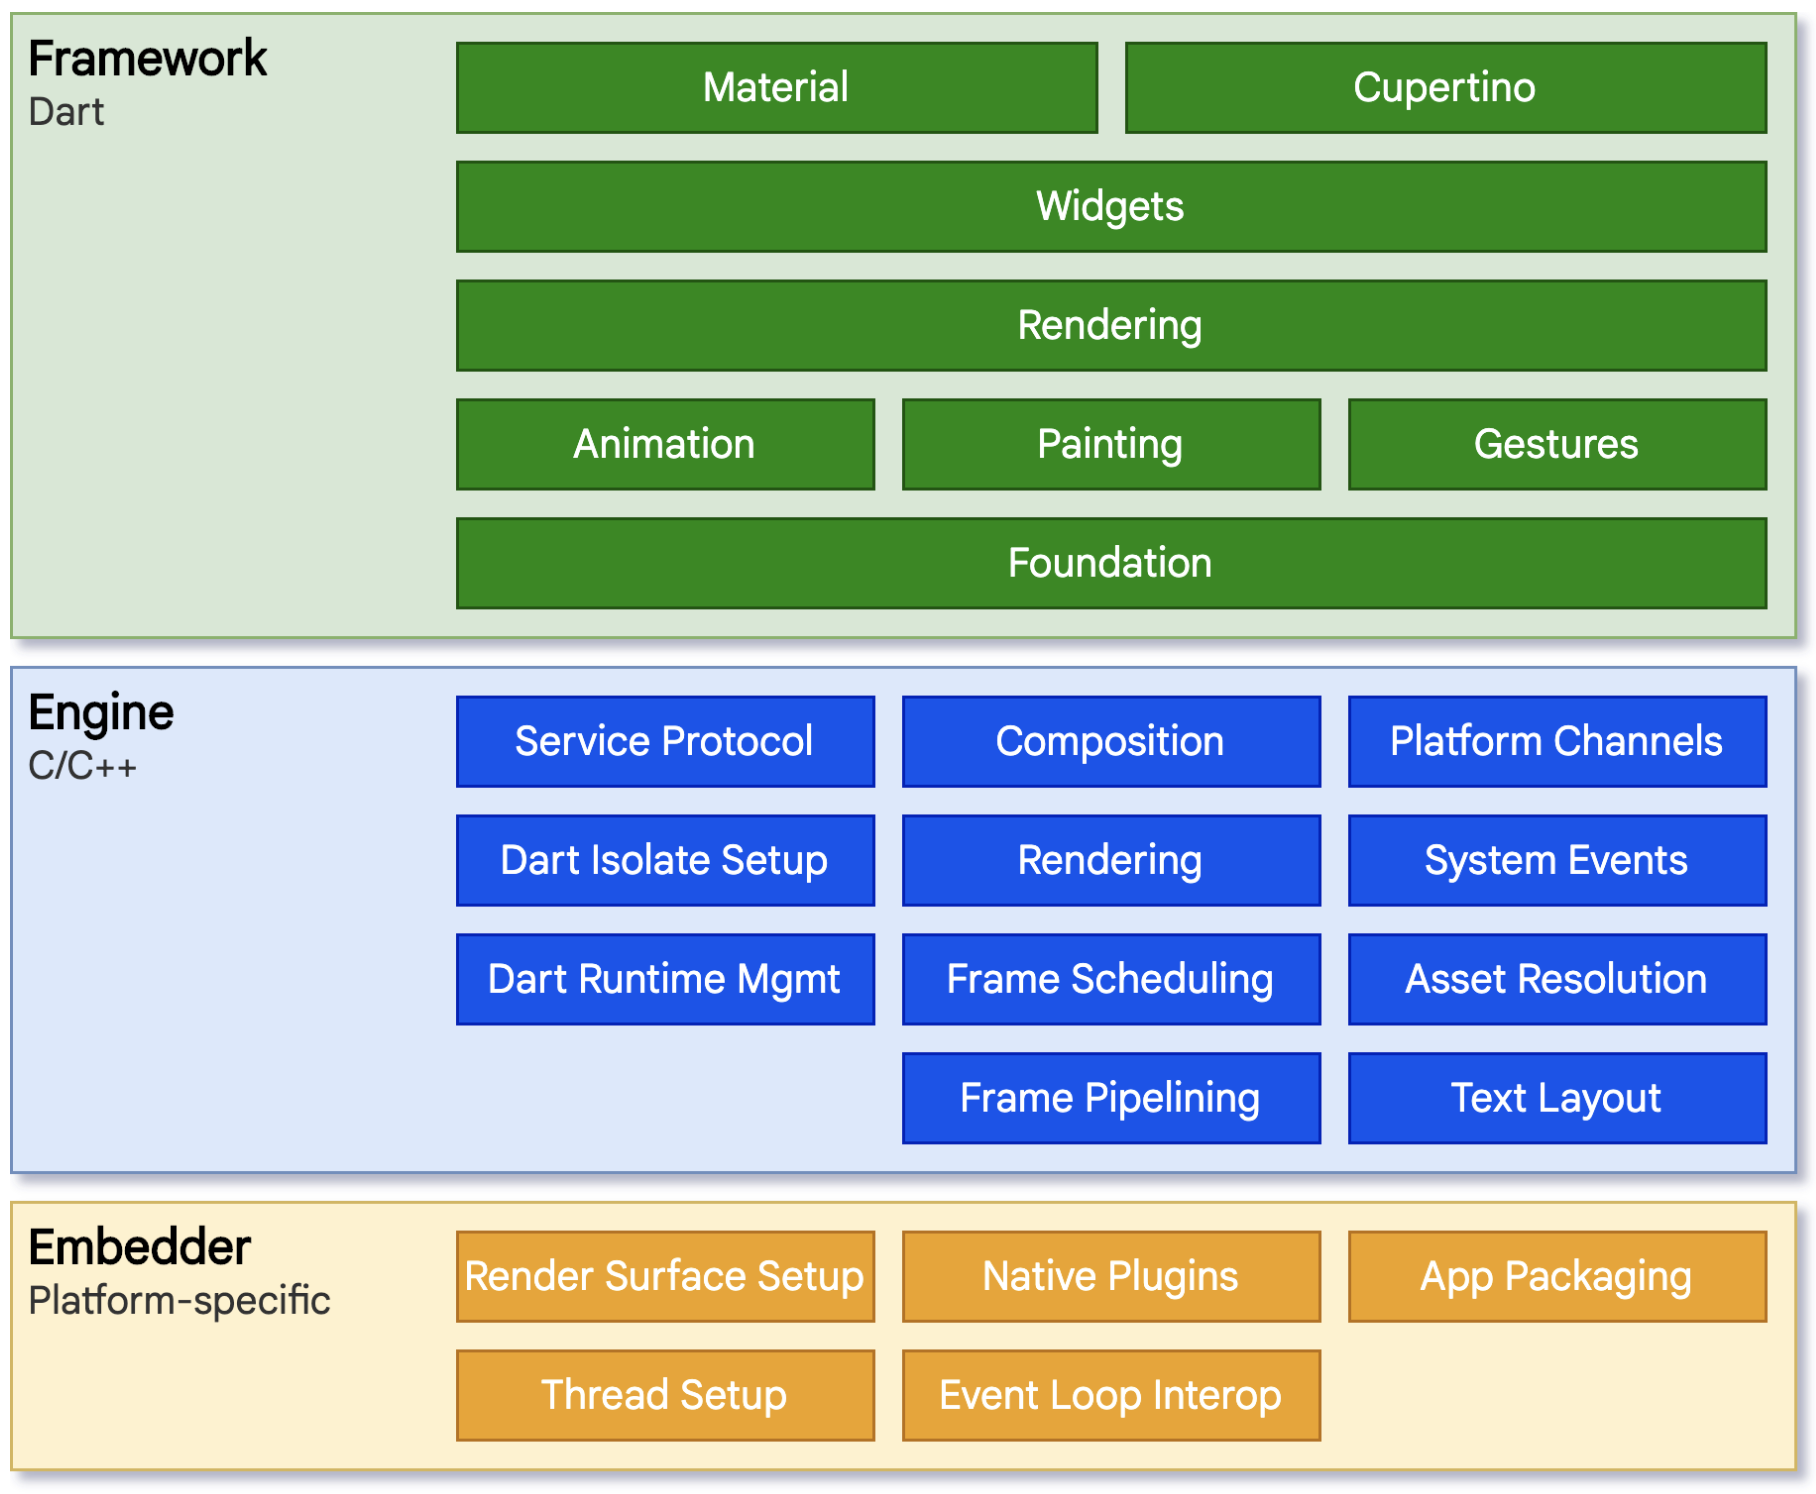 Framework
Dart
Material
Cupertino
Widgets
Rendering
Animation
Painting
Gestures
Foundation
Engine
C/C++
Service Protocol
Composition
Platform Channels
Dart Isolate Setup
Rendering
System Events
Dart Runtime Mgmt
Frame Scheduling
Asset Resolution
Frame Pipelining
Text Layout
Embedder
Platform-specific
Render Surface Setup
Native Plugins
App Packaging
Thread Setup
Event Loop Interop